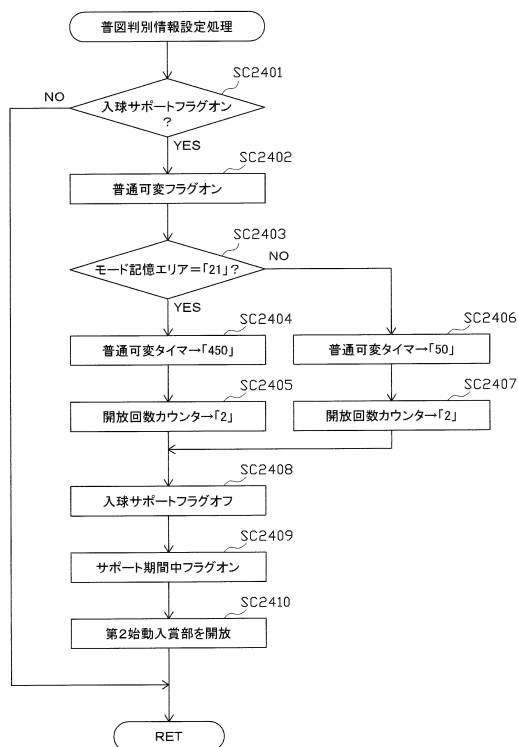 普図判別情報設定処理
SC2401
NO
入球サポートフラグオン
?
YES
SC2402
普通可変フラグオン
SC2403
NO
モード記憶エリア=「21」?
YES
SC2404
普通可変タイマー→「450」
SC2406
普通可変タイマー→「50」
SC2405
開放回数カウンター→「2」
SC2407
開放回数カウンター→「2」
SC2408
入球サポートフラグオフ
SC2409
サポート期間中フラグオン
SC2410
第2始動入賞部を開放
RET